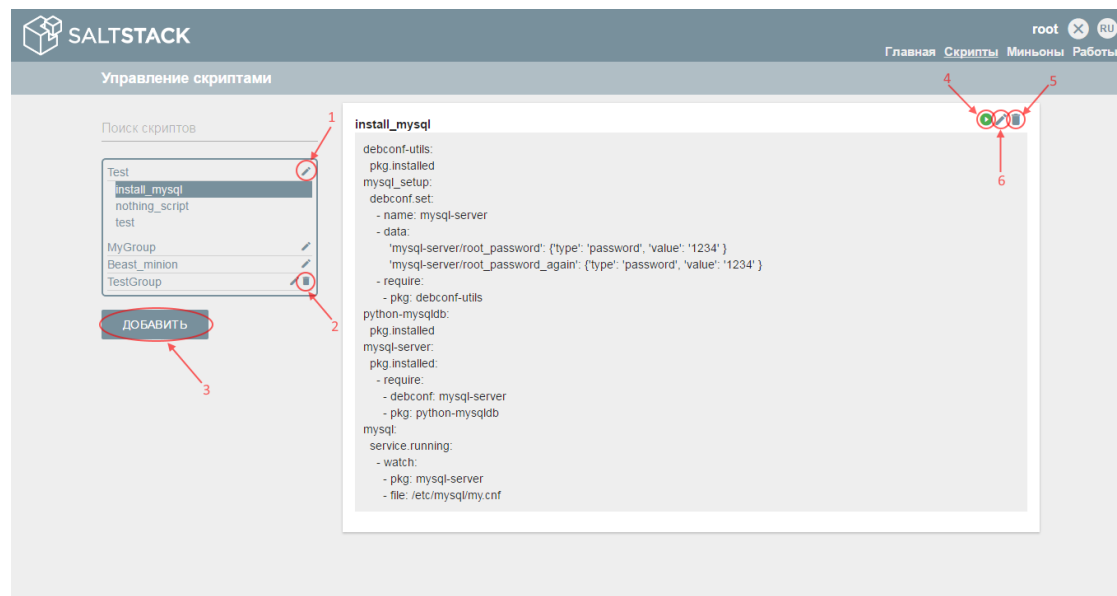 SALTSTACK
root RU
Главная Скрипты Миньоны Работы
Управление скриптами
4 5
Поиск скриптов
1
install_mysql
6
Test
install_mysql
nothing_script
test
MyGroup
Beast_minion
TestGroup
2
ДОБАВИТЬ
3
debconf-utils:
pkg.installed
mysql_setup:
debconf.set:
- name: mysql-server
- data:
'mysql-server/root_password': {'type': 'password', 'value': '1234' }
'mysql-server/root_password_again': {'type': 'password', 'value': '1234' }
- require:
- pkg: debconf-utils
python-mysqldb:
pkg.installed
mysql-server:
pkg.installed:
- require:
- debconf: mysql-server
- pkg: python-mysqldb
mysql:
service.running:
- watch:
- pkg: mysql-server
- file: /etc/mysql/my.cnf